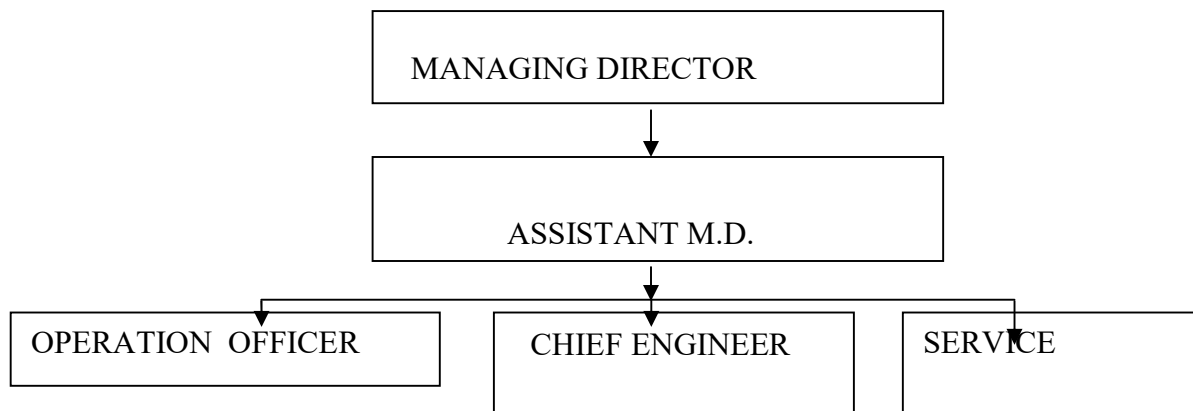 MANAGING DIRECTOR
ASSISTANT M.D.
OPERATION OFFICER
CHIEF ENGINEER
SERVICE